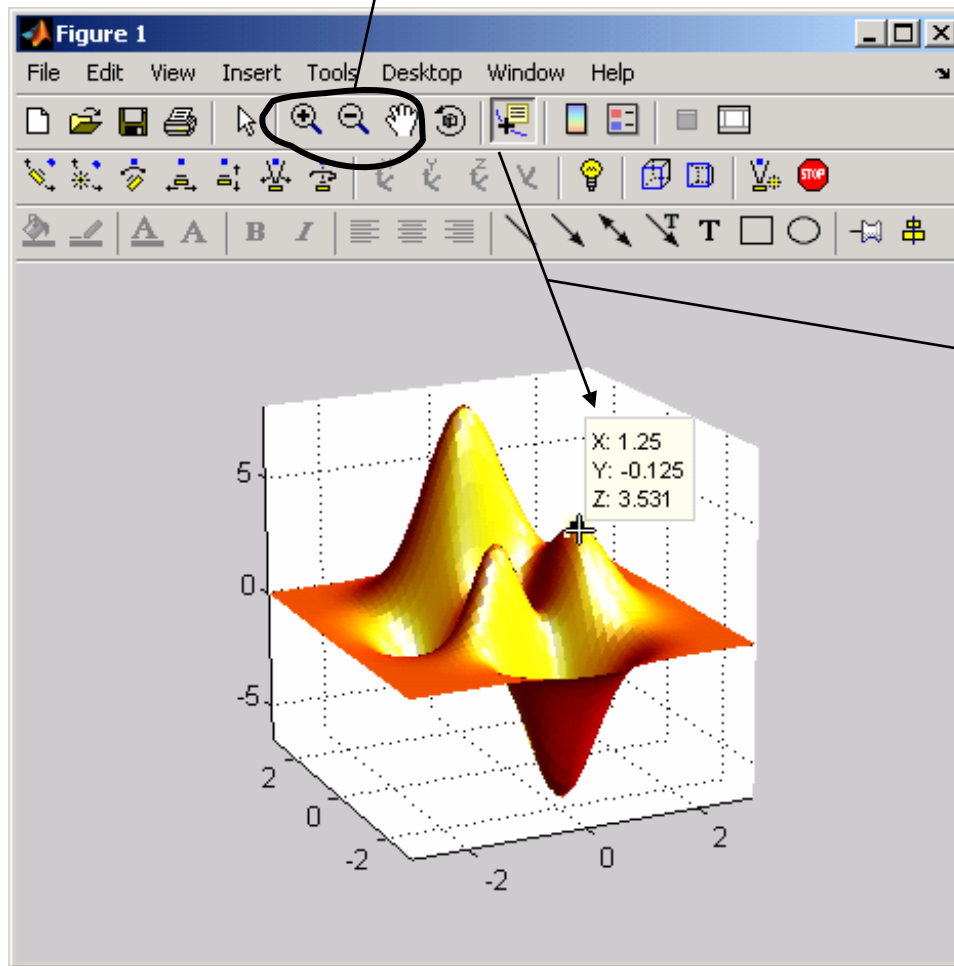 Figure 1
File Edit View Insert Tools Desktop Window Help
STOP
A A B I T T
X: 1.25
Y: -0.125
Z: 3.531
5
0
-5
2
0
-2
-2
0
2